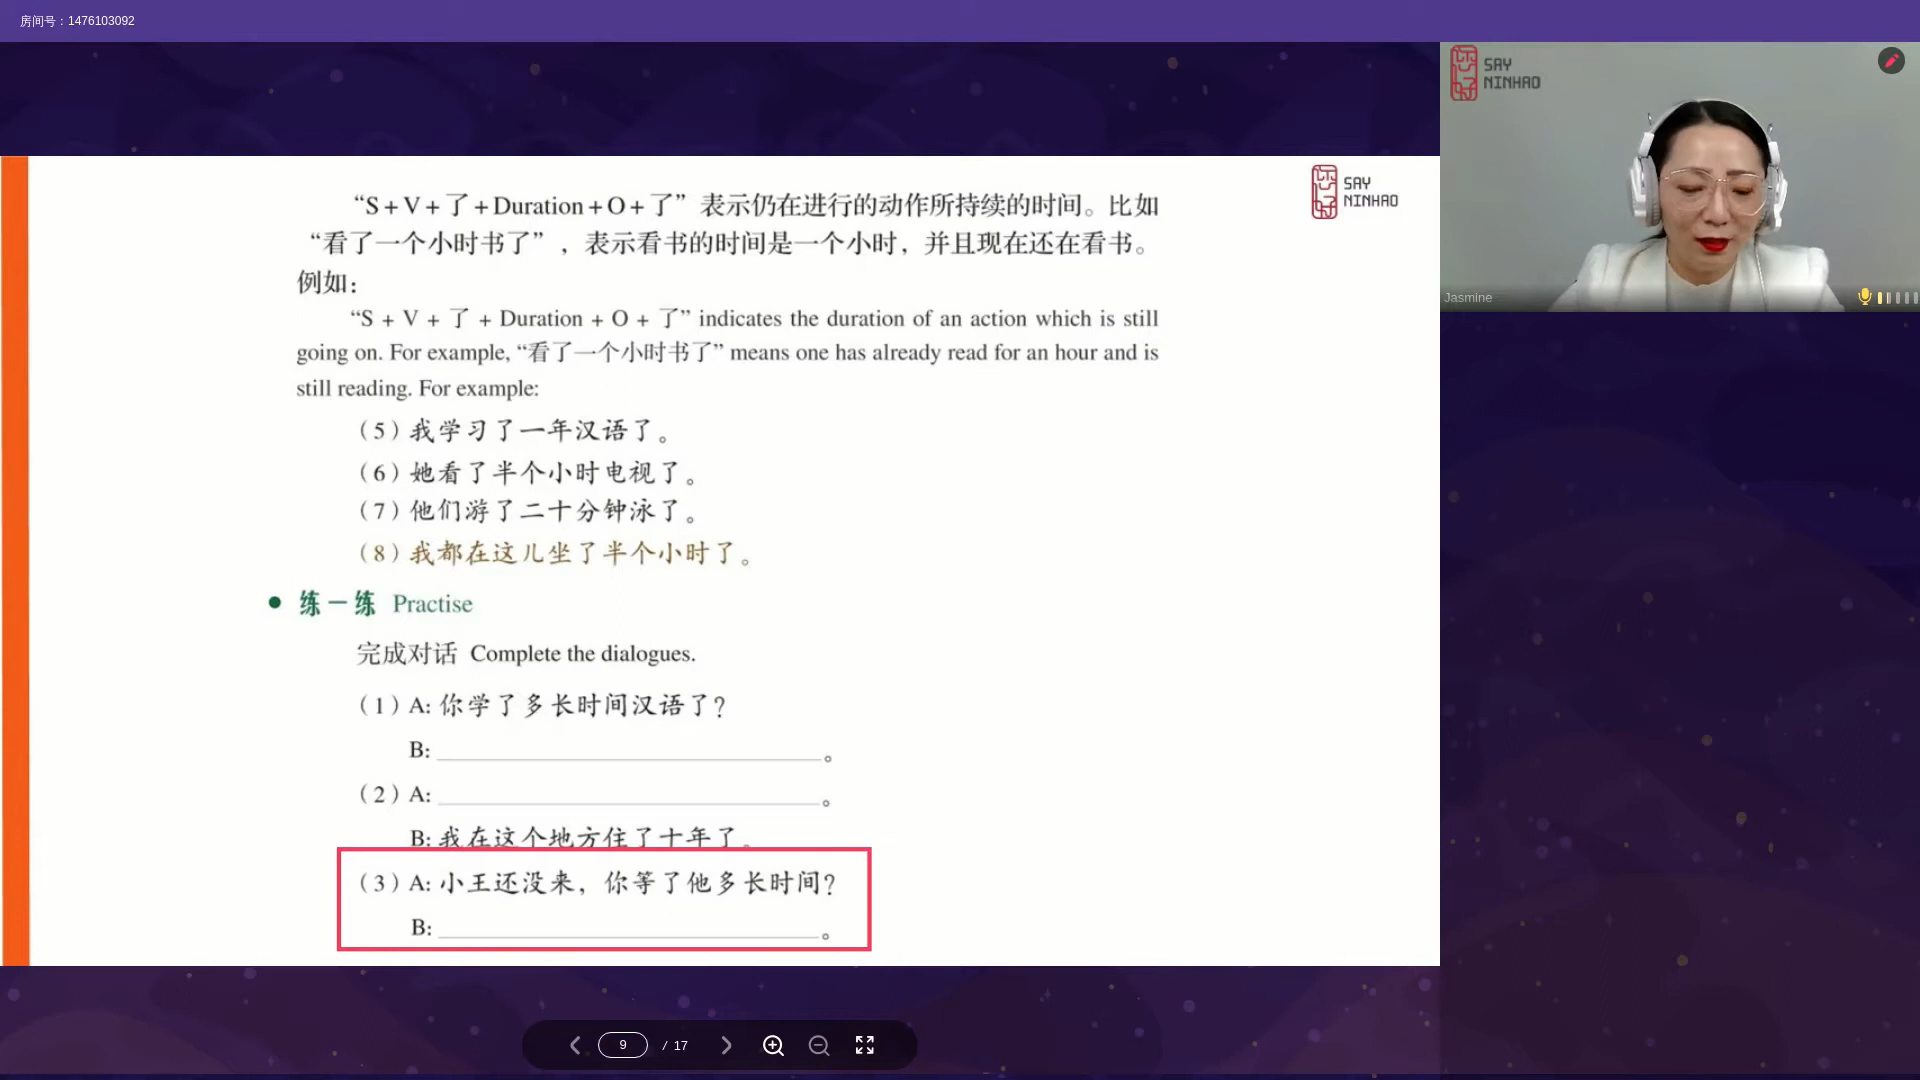 房间号：1476103092
SAY
NINHAO
Jasmine
SAY
NINHAO
“S+V+了+Duration+O+了”表示仍在进行的动作所持续的时间。比如
“看了一个小时书了”，表示看书的时间是一个小时，并且现在还在看书。
例如：
“S + V + 了 + Duration + O + 了” indicates the duration of an action which is still
going on. For example, “看了一个小时书了” means one has already read for an hour and is
still reading. For example:
（5）我学习了一年汉语了。
（6）她看了半个小时电视了。
（7）他们游了二十分钟泳了。
（8）我都在这儿坐了半个小时了。
● 练一练 Practise
完成对话 Complete the dialogues.
（1）A: 你学了多长时间汉语了？
B: ＿＿＿＿＿＿＿＿＿＿。
（2）A: ＿＿＿＿＿＿＿＿＿＿。
B: 我在这个地方住了十年了。
（3）A: 小王还没来，你等了他多长时间？
B: ＿＿＿＿＿＿＿＿＿＿。
9 / 17